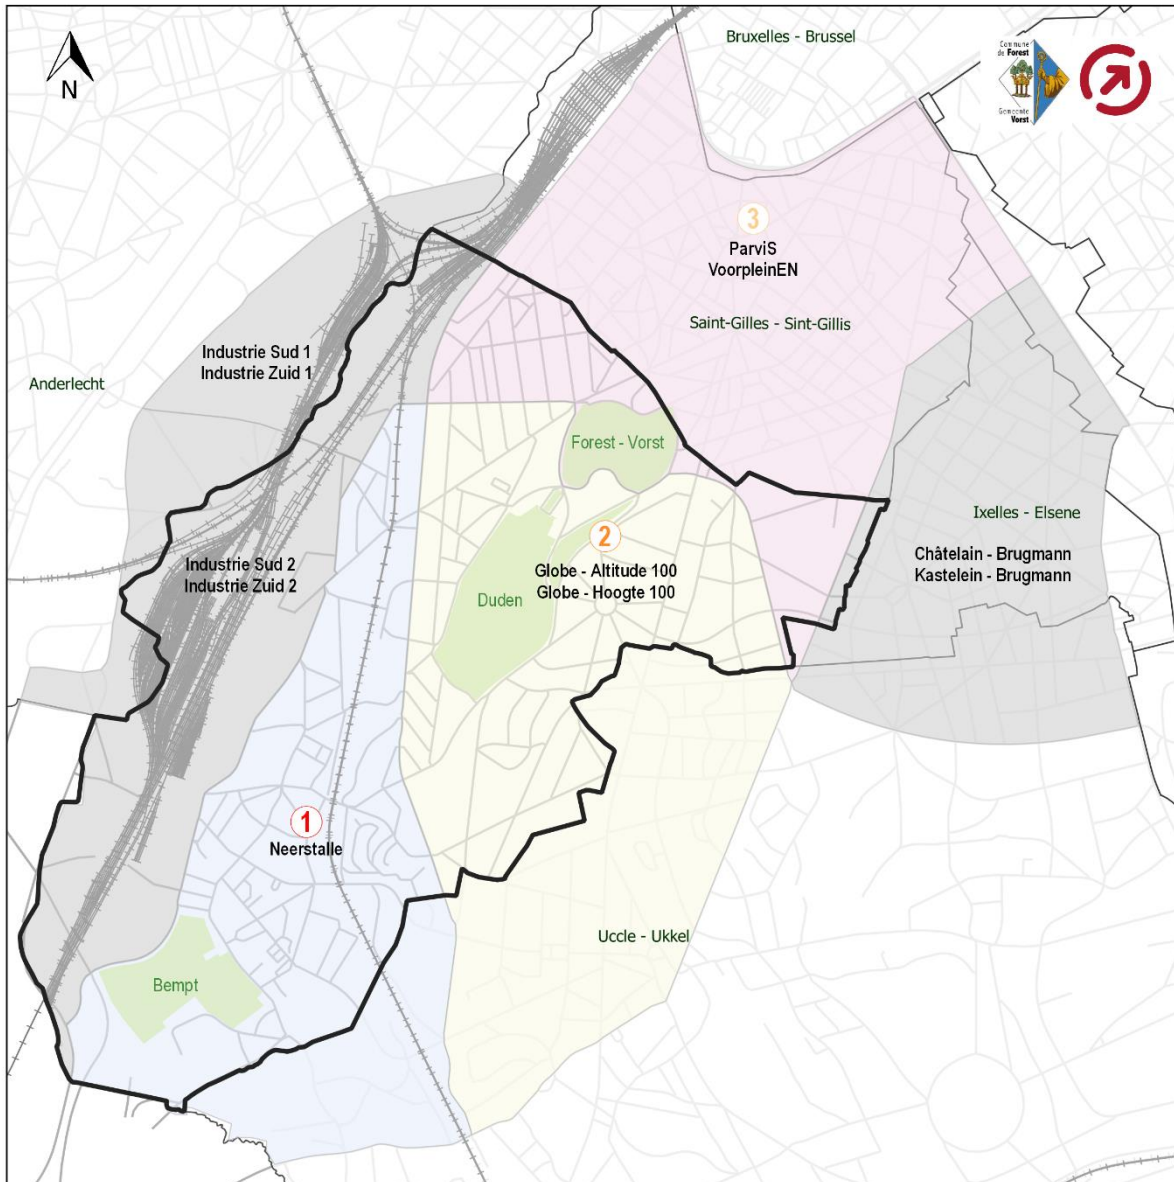 Bruxelles - Brussel
Commune
de Forest
Gemeente
Vorst
N
3
ParviS
VoorpleinEN
Saint-Gilles - Sint-Gillis
Industrie Sud 1
Industrie Zuid 1
Anderlecht
Forest - Vorst
Ixelles - Elsene
Châtelain - Brugmann
Kastelein - Brugmann
2
Globe - Altitude 100
Globe - Hoogte 100
Industrie Sud 2
Industrie Zuid 2
Duden
1
Neerstalle
Uccle - Ukkel
Bempt